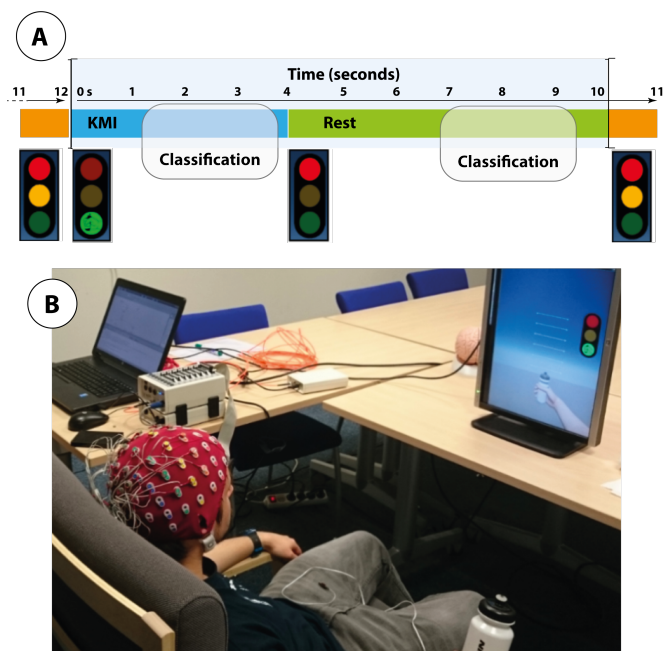 A
Time (seconds)
11 12 0 s 1 2 3 4 5 6 7 8 9 10 11
KMI Rest
Classification Classification
B